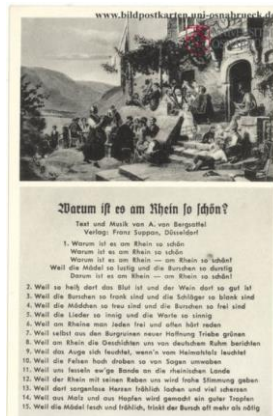 www.bildpostkarten.uni-osnabrueck.de
Warum ist es am Rhein so schön?
Text und Musik von A. von Bergsattel
Verlag: Franz Suppan, Düsseldorf
1. Warum ist es am Rhein so schön
Warum ist es am Rhein so schön
Warum ist es am Rhein — am Rhein so schön?
Weil die Mädel so lustig und die Burschen so durstig
Darum ist es am Rhein — am Rhein so schön!
2. Weil so heiß dort das Blut ist und der Wein dort so gut ist
3. Weil die Burschen so frank sind und die Schläger so blank sind
4. Weil die Mädchen so treu sind und die Burschen so frei sind
5. Weil die Lieder so innig und die Worte so sinnig
6. Weil am Rheine man Jeden frei und offen hört reden
7. Weil selbst aus den Burgruinen neuer Hoffnung Triebe grünen
8. Weil am Rhein die Geschichten uns von deutschem Ruhm berichten
9. Weil das Auge sich feuchtet, wenn's vom Heimatfels leuchtet
10. Weil die Felsen hoch droben so von Sagen umwoben
11. Weil uns fesseln ew'ge Bande an die rheinischen Lande
12. Weil der Rhein mit seinen Reben uns wird frohe Stimmung geben
13. Weil dort sorgenlose Herzen fröhlich lachen und viel scherzen
14. Weil aus Malz und aus Hopfen wird gemacht ein guter Tropfen
15. Weil die Mädel fesch und fröhlich, trinkt der Bursch oft mehr als nötig